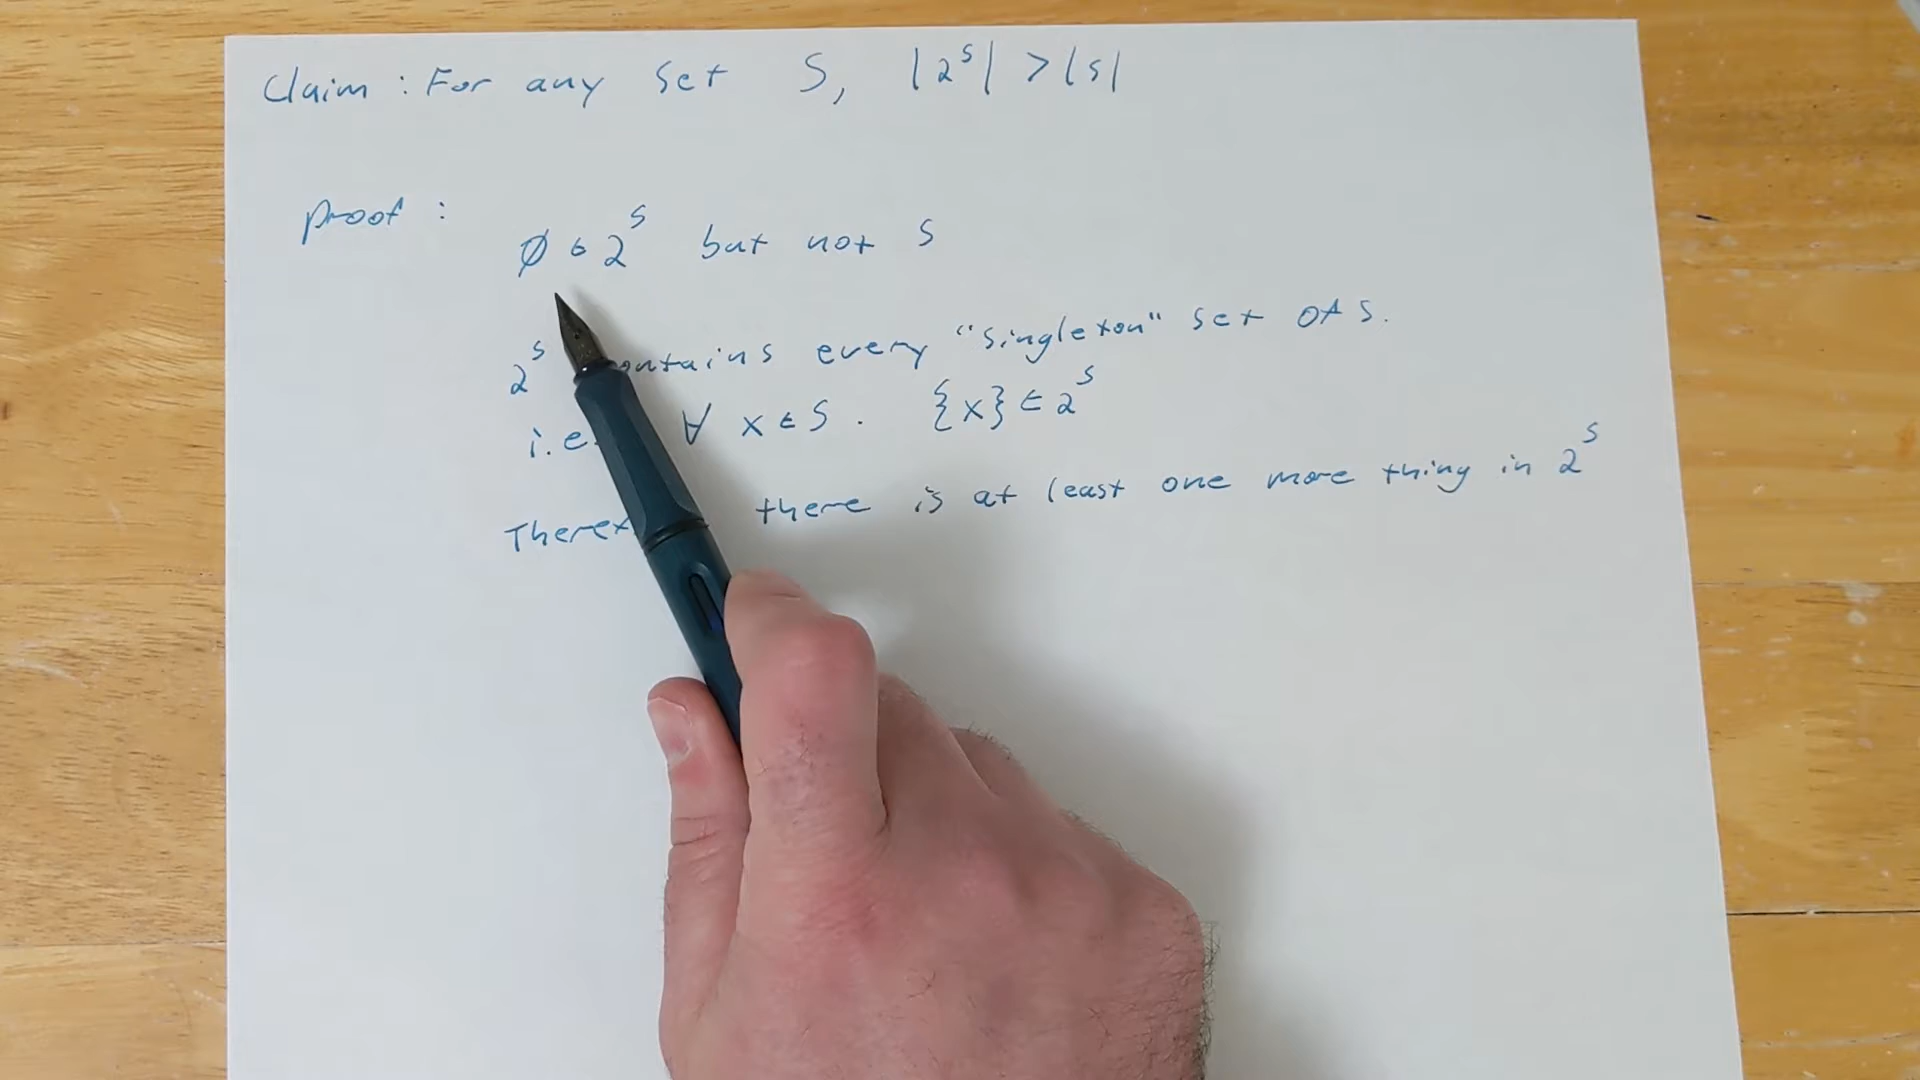 Claim : For any set S, |2^S| > |S|
proof :
∅ ∈ 2^S but not S
2^S contains every "singleton" set of S.
i.e. ∀ x ∈ S . {x} ∈ 2^S
there is at least one more thing in 2^S